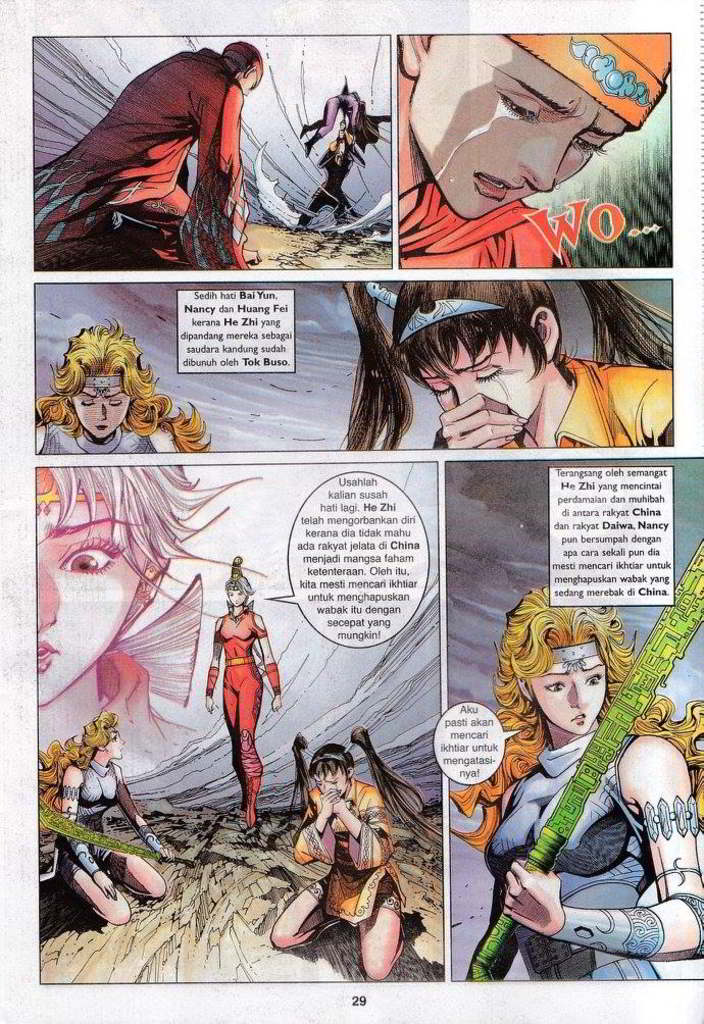 WO...
Sedih hati Bai Yun,
Nancy dan Huang Fei
kerana He Zhi yang
dipandang mereka sebagai
saudara kandung sudah
dibunuh oleh Tok Buso.
Usahlah
kalian susah
hati lagi. He Zhi
telah mengorbankan diri
kerana dia tidak mahu
ada rakyat jelata di China
menjadi mangsa faham
ketenteraan. Oleh itu,
kita mesti mencari ikhtiar
untuk menghapuskan
wabak itu dengan
secepat yang
mungkin!
Terangsang oleh semangat
He Zhi yang mencintai
perdamaian dan muhibah
di antara rakyat China
dan rakyat Daiwa, Nancy
pun bersumpah dengan
apa cara sekali pun dia
mesti mencari ikhtiar untuk
menghapuskan wabak yang
sedang merebak di China.
Aku
pasti akan
mencari
ikhtiar untuk
mengatasi-
nya!
29